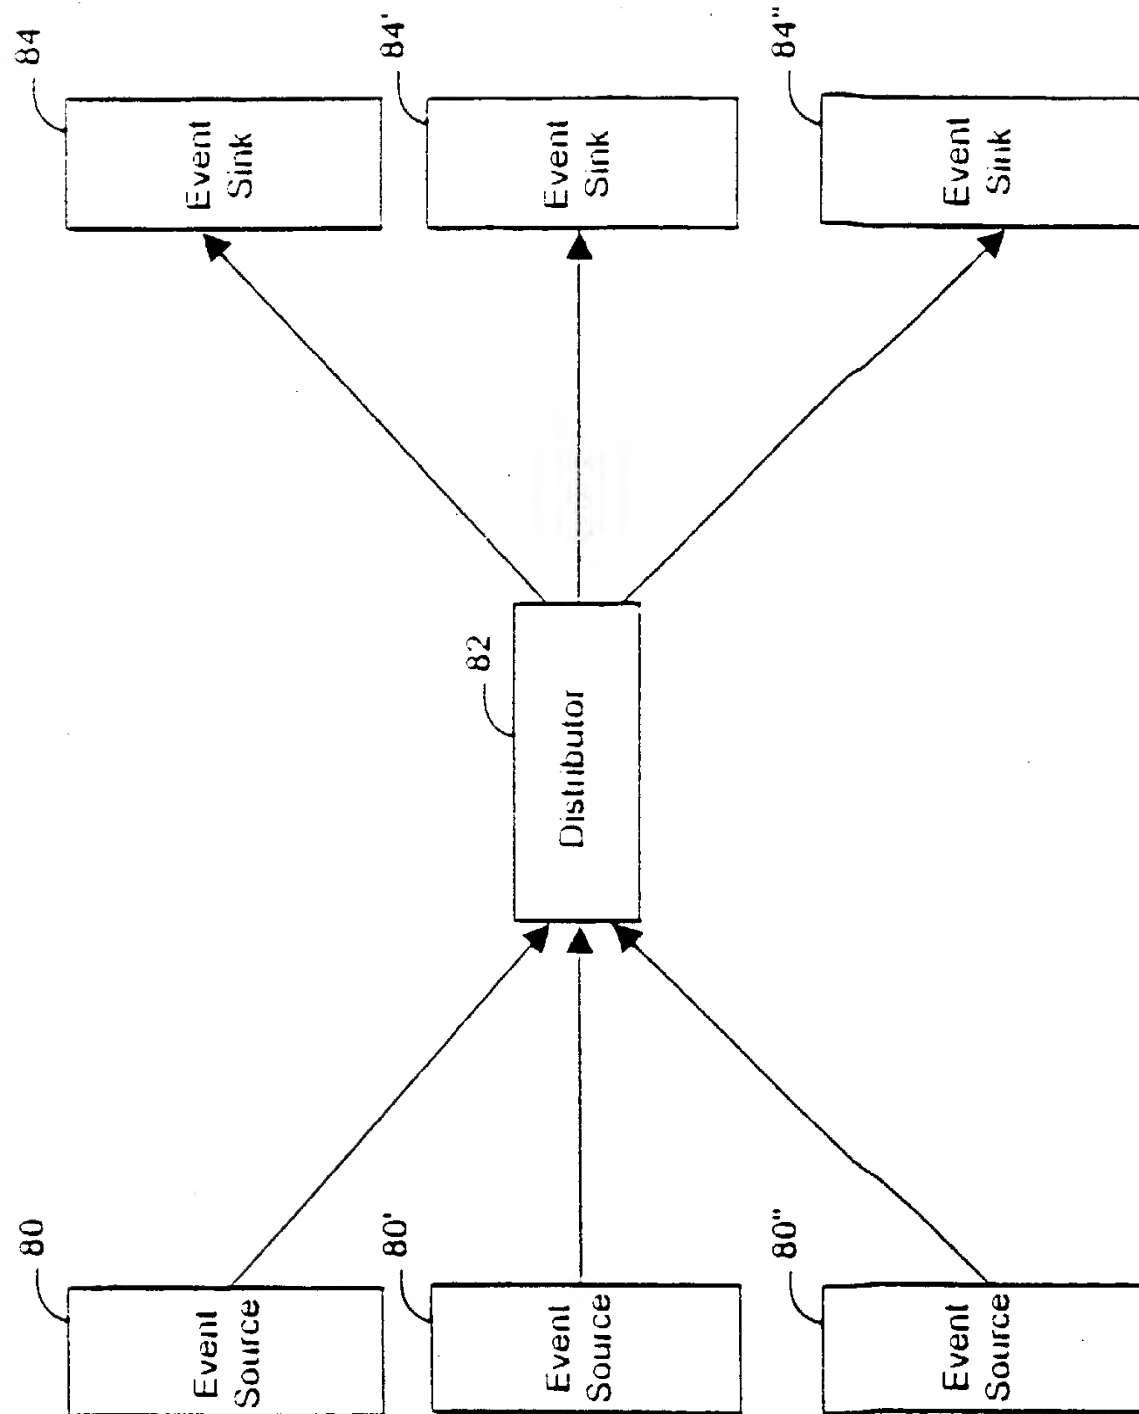 80
Event
Source
80'
Event
Source
80"
Event
Source
82
Distributor
84
Event
Sink
84'
Event
Sink
84"
Event
Sink